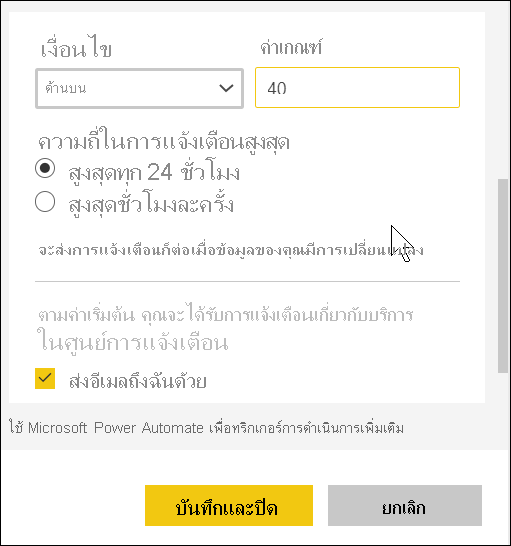 เงื่อนไข ค่าเกณฑ์
ด้านบน 40
ความถี่ในการแจ้งเตือนสูงสุด
สูงสุดทุก 24 ชั่วโมง
สูงสุดชั่วโมงละครั้ง
จะส่งการแจ้งเตือนก็ต่อเมื่อข้อมูลของคุณมีการเปลี่ยนแปลง
ตามค่าเริ่มต้น คุณจะได้รับการแจ้งเตือนเกี่ยวกับบริการ
ในศูนย์การแจ้งเตือน
ส่งอีเมลถึงฉันด้วย
ใช้ Microsoft Power Automate เพื่อทริกเกอร์การดำเนินการเพิ่มเติม
บันทึกและปิด ยกเลิก